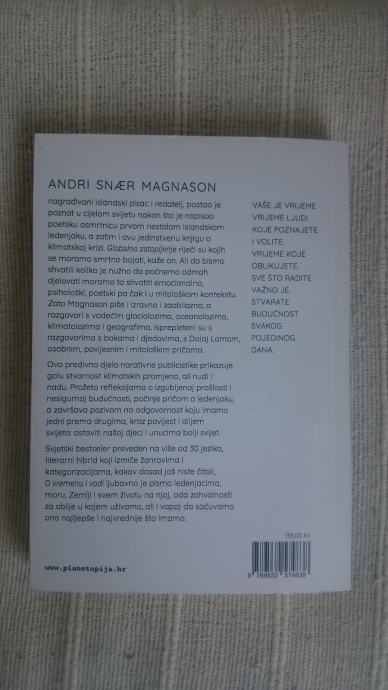 ANDRI SNÆR MAGNASON
nagrađivani islandski pisac i redatelj, postao je
poznat u cijelom svijetu nakon što je napisao
poetsku osmrtnicu prvom nestalom islandskom
ledenjaku, a zatim i ovu jedinstvenu knjigu o
klimatskoj krizi. Globalno zatopljenje riječi su kojih
se moramo smrtno bojati, kaže on. Ali da bismo
shvatili koliko je nužno da počnemo odmah
djelovati moramo to shvatiti emocionalno,
psihološki, poetski pa čak i u mitološkom kontekstu.
Zato Magnason piše i izravno i zaobilazno, a
razgovori s vodećim glaciolozima, oceanolozima,
klimatolozima i geografima, isprepleteni su s
razgovorima s bakama i djedovima, s Dalaj Lamom,
osobnim, povijesnim i mitološkim pričama.
Ovo predivno djelo narativne publicistike prikazuje
golu stvarnost klimatskih promjena, ali nudi i
nadu. Prožeto refleksijama o izgubljenoj prošlosti i
nesigurnoj budućnosti, počinje pričom o ledenjaku,
a završava pozivom na odgovornost koju imamo
jedni prema drugima, kroz povijest i diljem
svijeta: ostaviti našoj djeci i unucima bolji svijet.
Svjetski bestseler preveden na više od 30 jezika,
literarni hibrid koji izmiče žanrovima i
kategorizacijama, kakav dosad još niste čitali,
O vremenu i vodi ljubavno je pismo ledenjacima,
moru, Zemlji i svem životu na njoj, oda zahvalnosti
za obilje u kojem uživamo, ali i vapaj da sačuvamo
ono najljepše i najvrednije što imamo.
VAŠE JE VRIJEME
VRIJEME LJUDI
KOJE POZNAJETE
I VOLITE,
VRIJEME KOJE
OBLIKUJETE.
SVE ŠTO RADITE
VAŽNO JE.
STVARATE
BUDUĆNOST
SVAKOG
POJEDINOG
DANA.
www.planetopija.hr
135,00 kn
9 789532 574838